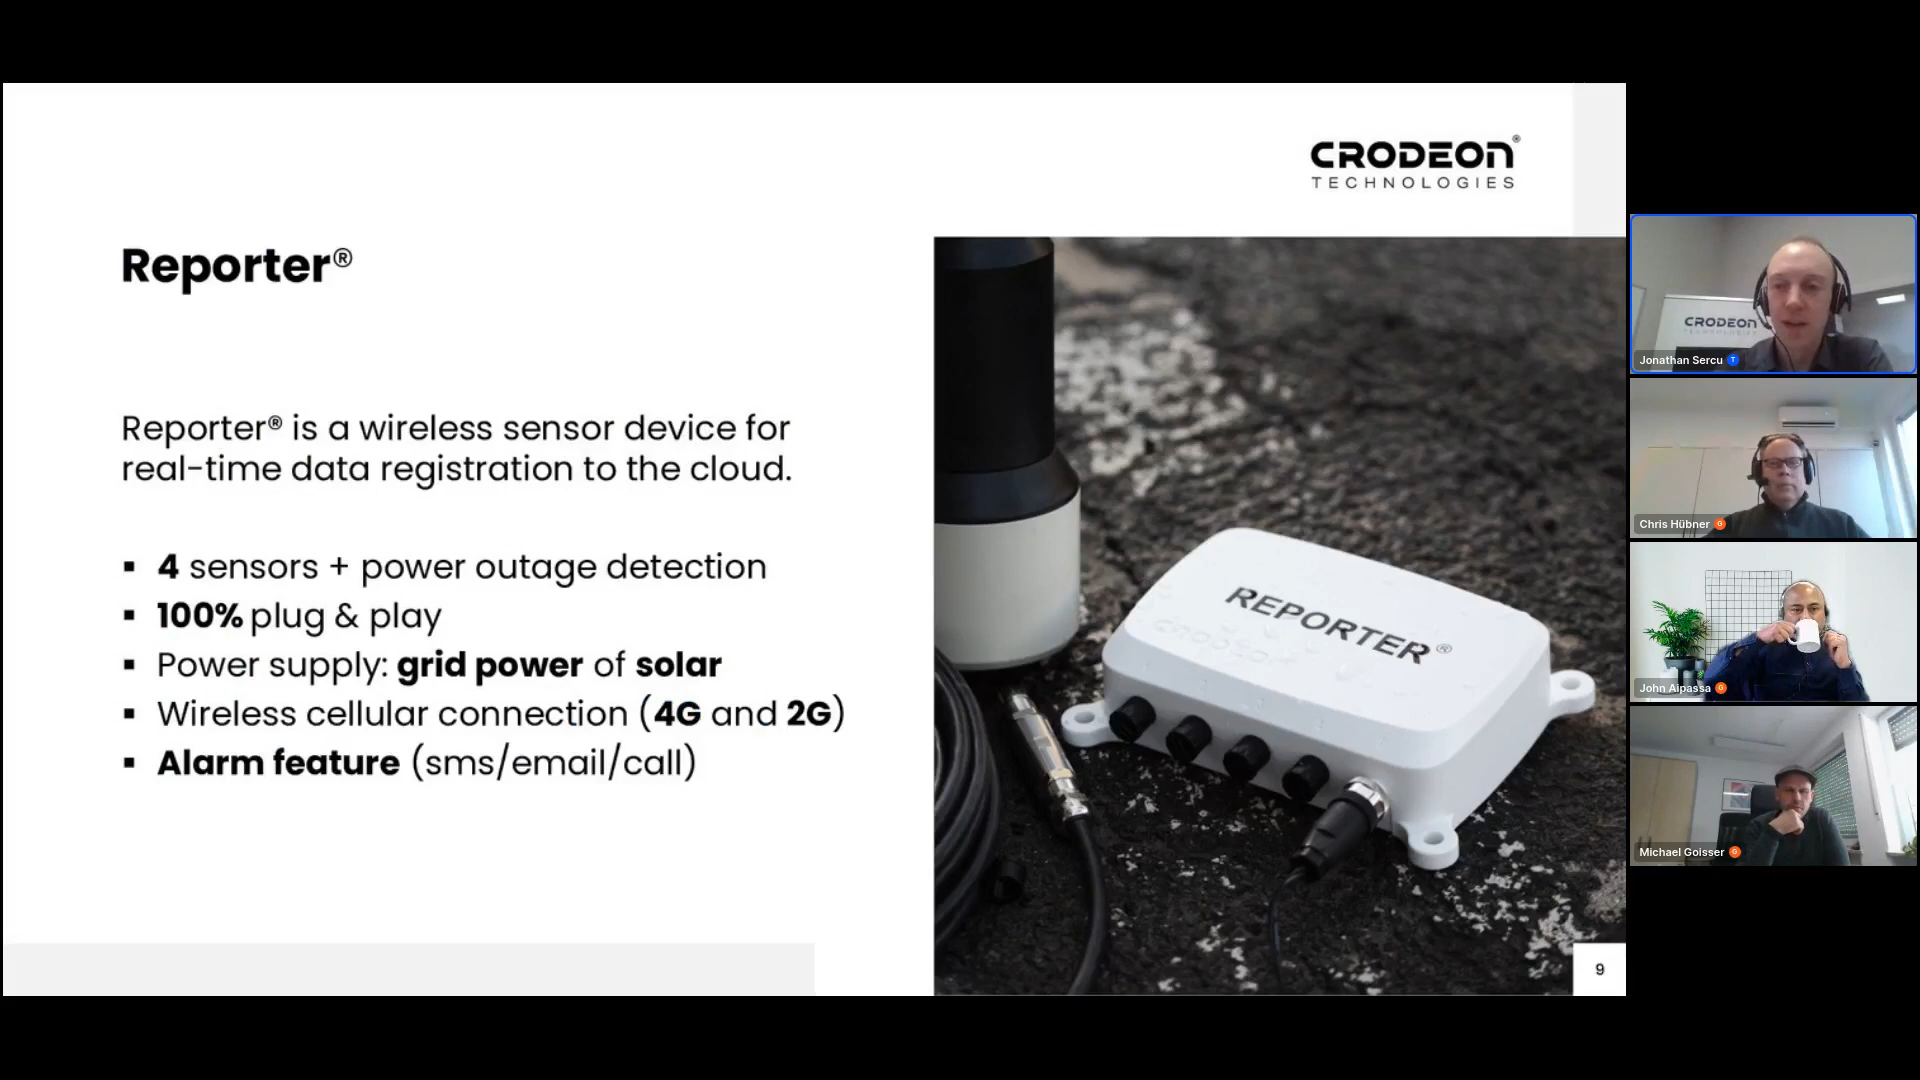 CRODEON®
TECHNOLOGIES
Reporter®
Reporter® is a wireless sensor device for
real-time data registration to the cloud.
▪ 4 sensors + power outage detection
▪ 100% plug & play
▪ Power supply: grid power of solar
▪ Wireless cellular connection (4G and 2G)
▪ Alarm feature (sms/email/call)
REPORTER®
CRODEON
9
CRODEON
TECHNOLOGIES
Jonathan Sercu T
Chris Hübner G
John Aipassa G
Michael Goisser G